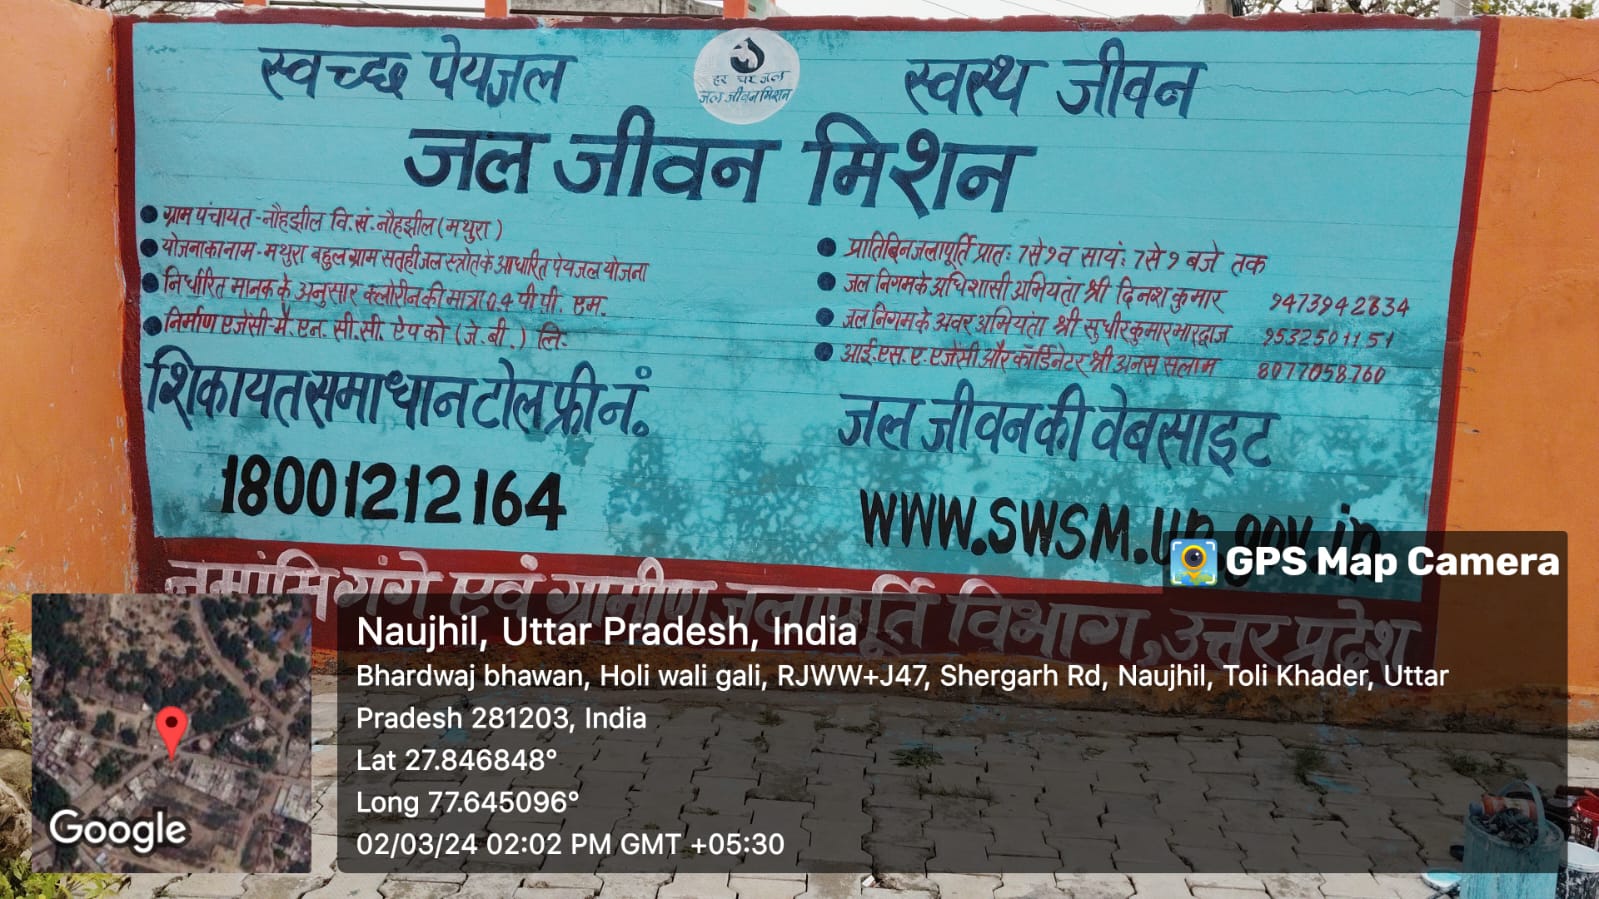 स्वच्छ पेयजल
हर घर जल
जल जीवन मिशन
स्वस्थ जीवन
जल जीवन मिशन
ग्राम पंचायत-नौहझील वि.खं.नौहझील(मथुरा)
योजना का नाम-मथुरा बहुल ग्राम सतही जल स्त्रोत के आधारित पेयजल योजना
निर्धारित मानक के अनुसार क्लोरीन की मात्रा 0.4 पी.पी. एम.
निर्माण एजेंसी-मै.एन. सी.सी. ऐपको (जे.बी.) लि.
प्रातिबिन जलापूर्ति प्रातः 7 से 9 व सायं: 7 से 9 बजे तक
जल निगम के अधिशासी अभियंता श्री दिनश कुमार 9473942834
जल निगम के अवर अभियंता श्री सुधीर कुमार भारद्वाज 9532501151
आई.एस.ए. एजेंसी और कॉर्डिनेटर श्री अनस सलाम 8077058760
शिकायत समाधान टोल फ्री नं.
18001212164
जल जीवन की वेबसाइट
WWW.SWSM.UP.gov.in
नमामि गंगे एवं ग्रामीण जलापूर्ति विभाग,उत्तर प्रदेश
GPS Map Camera
Naujhil, Uttar Pradesh, India
Bhardwaj bhawan, Holi wali gali, RJWW+J47, Shergarh Rd, Naujhil, Toli Khader, Uttar
Pradesh 281203, India
Lat 27.846848°
Long 77.645096°
02/03/24 02:02 PM GMT +05:30
Google